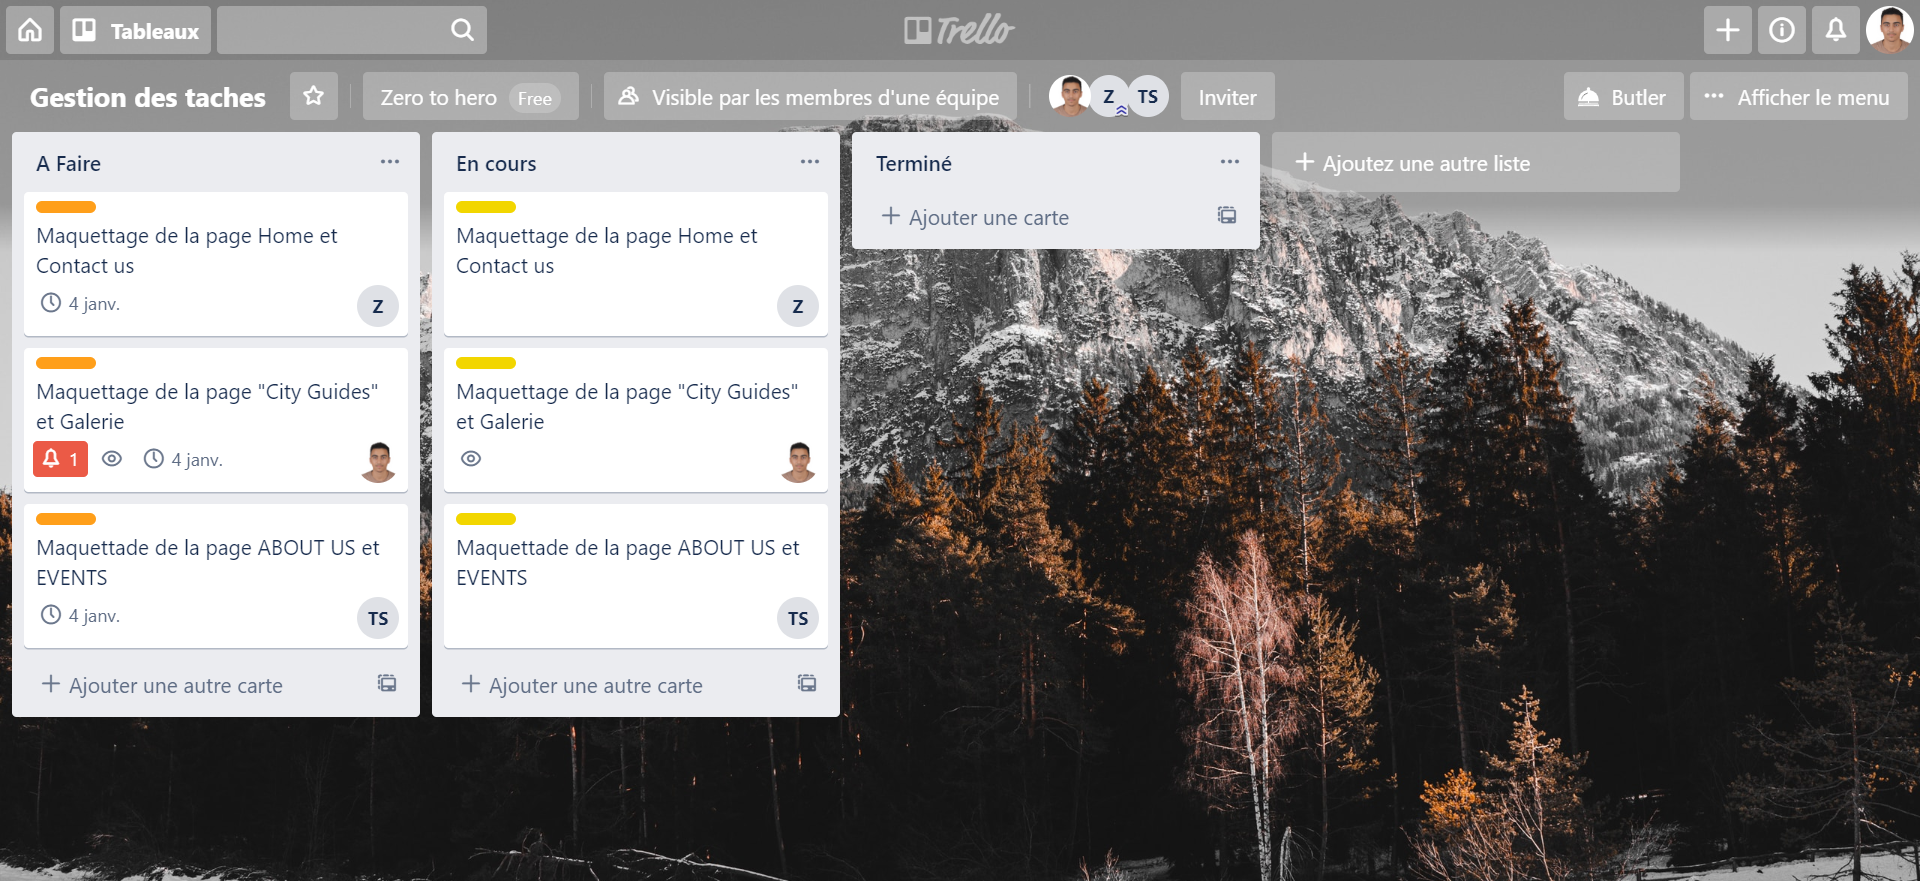 Tableaux
Trello
Gestion des taches
Zero to hero Free
Visible par les membres d'une équipe
Z
TS
Inviter
Butler
Afficher le menu
A Faire
Maquettage de la page Home et
Contact us
4 janv.
Z
Maquettage de la page "City Guides"
et Galerie
1
4 janv.
Maquettade de la page ABOUT US et
EVENTS
4 janv.
TS
Ajouter une autre carte
En cours
Maquettage de la page Home et
Contact us
Z
Maquettage de la page "City Guides"
et Galerie
Maquettade de la page ABOUT US et
EVENTS
TS
Ajouter une autre carte
Terminé
Ajouter une carte
Ajoutez une autre liste